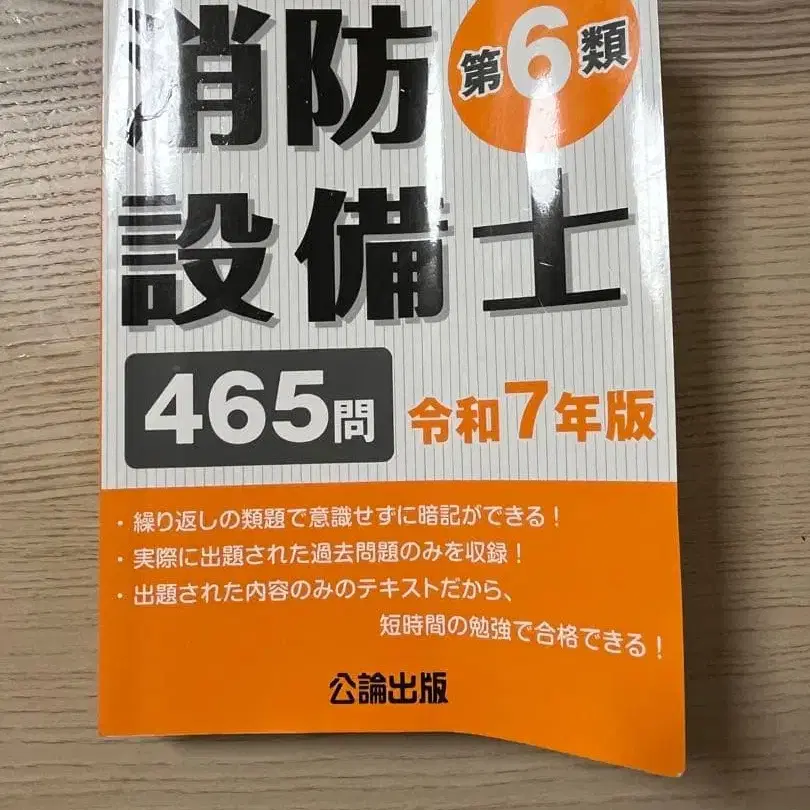 消防
第6類
設備士
465問
令和7年版
・繰り返しの類題で意識せずに暗記ができる！
・実際に出題された過去問題のみを収録！
・出題された内容のみのテキストだから、
短時間の勉強で合格できる！
公論出版